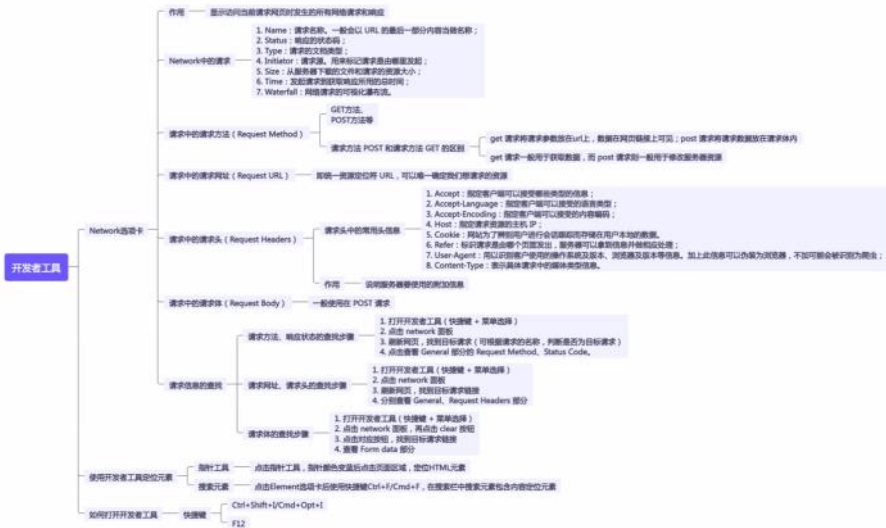 开发者工具
Network选项卡
作用
显示访问当前请求网页时发生的所有网络请求和响应
Network中的请求
1. Name：请求名称。一般会以 URL 的最后一部分内容当做名称；
2. Status：响应的状态码；
3. Type：请求的文档类型；
4. Initiator：请求源。用来标记请求是由哪里发起；
5. Size：从服务器下载的文件和请求的资源大小；
6. Time：发起请求到获取响应所用的总时间；
7. Waterfall：网络请求的可视化瀑布流。
请求中的请求方法（Request Method）
GET方法、
POST方法等
请求方法 POST 和请求方法 GET 的区别
get 请求将请求参数放在url上，数据在网页链接上可见；post 请求将请求数据放在请求体内
get 请求一般用于获取数据，而 post 请求则一般用于修改服务器资源
请求中的请求网址（Request URL）
即统一资源定位符 URL，可以唯一确定我们想请求的资源
请求中的请求头（Request Headers）
请求头中的常用头信息
1. Accept：指定客户端可以接受哪些类型的信息；
2. Accept-Language：指定客户端可以接受的语言类型；
3. Accept-Encoding：指定客户端可以接受的内容编码；
4. Host：指定请求资源的主机 IP；
5. Cookie：网站为了辨别用户进行会话跟踪而存储在用户本地的数据。
6. Refer：标识请求是由哪个页面发出，服务器可以拿到信息并做相应处理；
7. User-Agent：用以识别客户使用的操作系统及版本、浏览器及版本等信息。加上此信息可以伪装为浏览器，不加可能会被识别为爬虫；
8. Content-Type：表示具体请求中的媒体类型信息。
作用
说明服务器要使用的附加信息
请求中的请求体（Request Body）
一般使用在 POST 请求
请求信息的查找
请求方法、响应状态的查找步骤
1. 打开开发者工具（快捷键 + 菜单选择）
2. 点击 network 面板
3. 刷新网页，找到目标请求（可根据请求的名称，判断是否为目标请求）
4. 点击查看 General 部分的 Request Method、Status Code。
请求网址、请求头的查找步骤
1. 打开开发者工具（快捷键 + 菜单选择）
2. 点击 network 面板
3. 刷新网页，找到目标请求链接
4. 分别查看 General、Request Headers 部分
请求体的查找步骤
1. 打开开发者工具（快捷键 + 菜单选择）
2. 点击 network 面板，再点击 clear 按钮
3. 点击对应按钮，找到目标请求链接
4. 查看 Form data 部分
使用开发者工具定位元素
指针工具
点击指针工具，指针颜色变蓝后点击页面区域，定位HTML元素
搜索元素
点击Element选项卡后使用快捷键Ctrl+F/Cmd+F，在搜索栏中搜索元素包含内容定位元素
如何打开开发者工具
快捷键
Ctrl+Shift+I/Cmd+Opt+I
F12